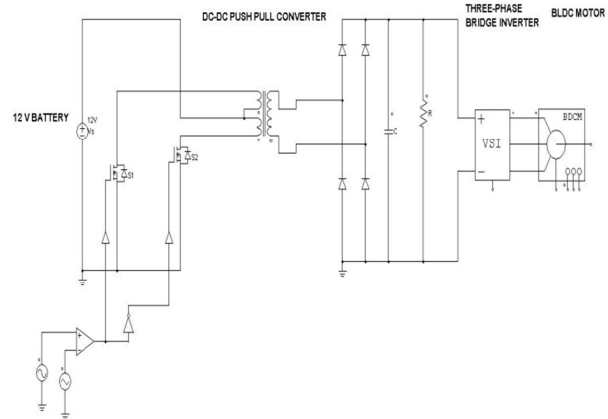 DC-DC PUSH PULL CONVERTER
THREE-PHASE
BRIDGE INVERTER
BLDC MOTOR
12 V BATTERY
12V
Vs
S1
S2
C
R
VSI
BDCM